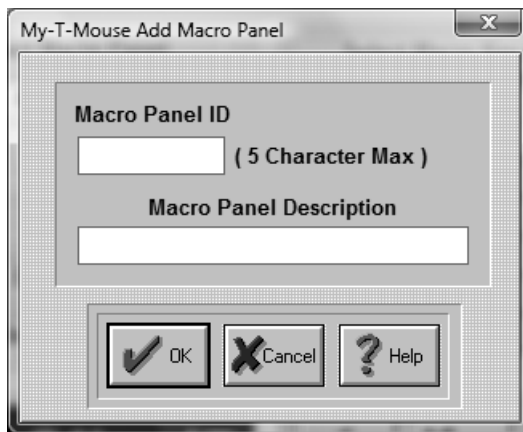 My-T-Mouse Add Macro Panel
Macro Panel ID
( 5 Character Max )
Macro Panel Description
OK Cancel Help